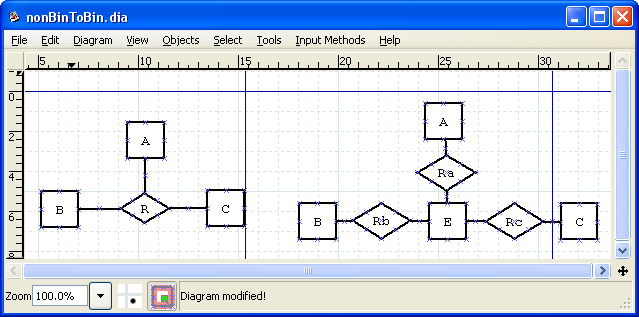 nonBinToBin.dia
File Edit Diagram View Objects Select Tools Input Methods Help
5 10 15 20 25 30
0
2
4
6
8
A
B R C
A
Ra
B Rb E Rc C
Zoom 100.0% Diagram modified!